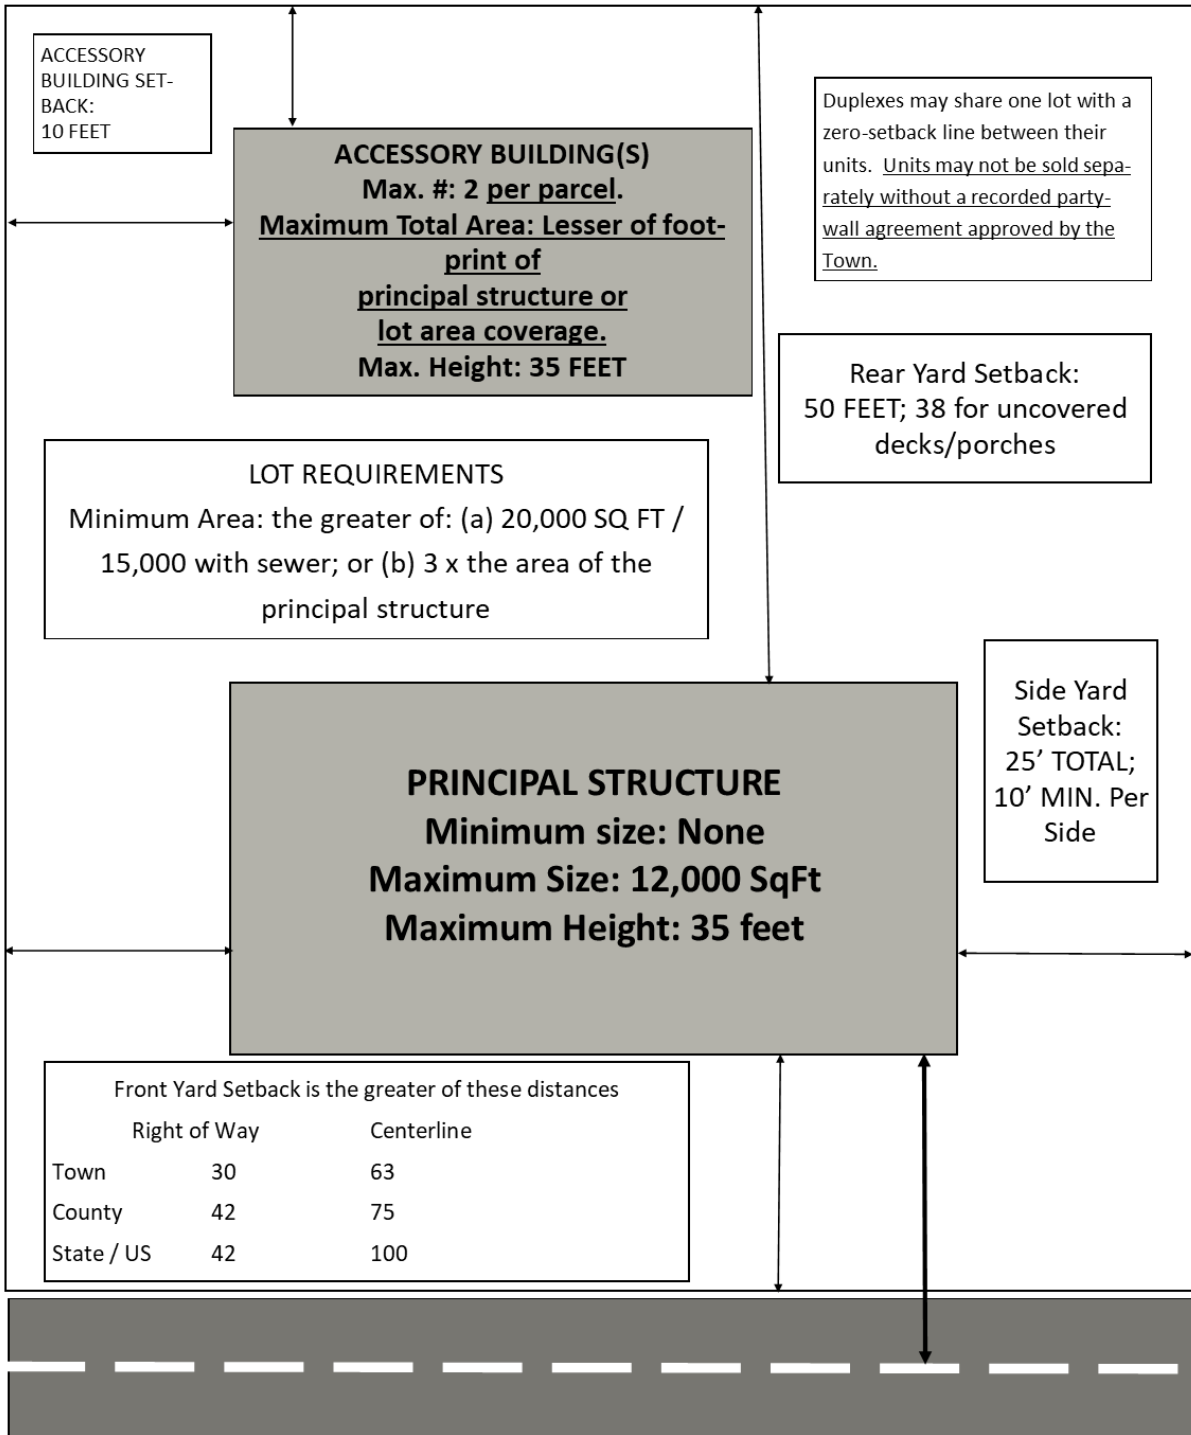 ACCESSORY
BUILDING SET-
BACK:
10 FEET
ACCESSORY BUILDING(S)
Max. #: 2 per parcel.
Maximum Total Area: Lesser of foot-
print of
principal structure or
lot area coverage.
Max. Height: 35 FEET
Duplexes may share one lot with a
zero-setback line between their
units. Units may not be sold sepa-
rately without a recorded party-
wall agreement approved by the
Town.
Rear Yard Setback:
50 FEET; 38 for uncovered
decks/porches
LOT REQUIREMENTS
Minimum Area: the greater of: (a) 20,000 SQ FT /
15,000 with sewer; or (b) 3 x the area of the
principal structure
Side Yard
Setback:
25’ TOTAL;
10’ MIN. Per
Side
PRINCIPAL STRUCTURE
Minimum size: None
Maximum Size: 12,000 SqFt
Maximum Height: 35 feet
Front Yard Setback is the greater of these distances
Right of Way Centerline
Town 30 63
County 42 75
State / US 42 100